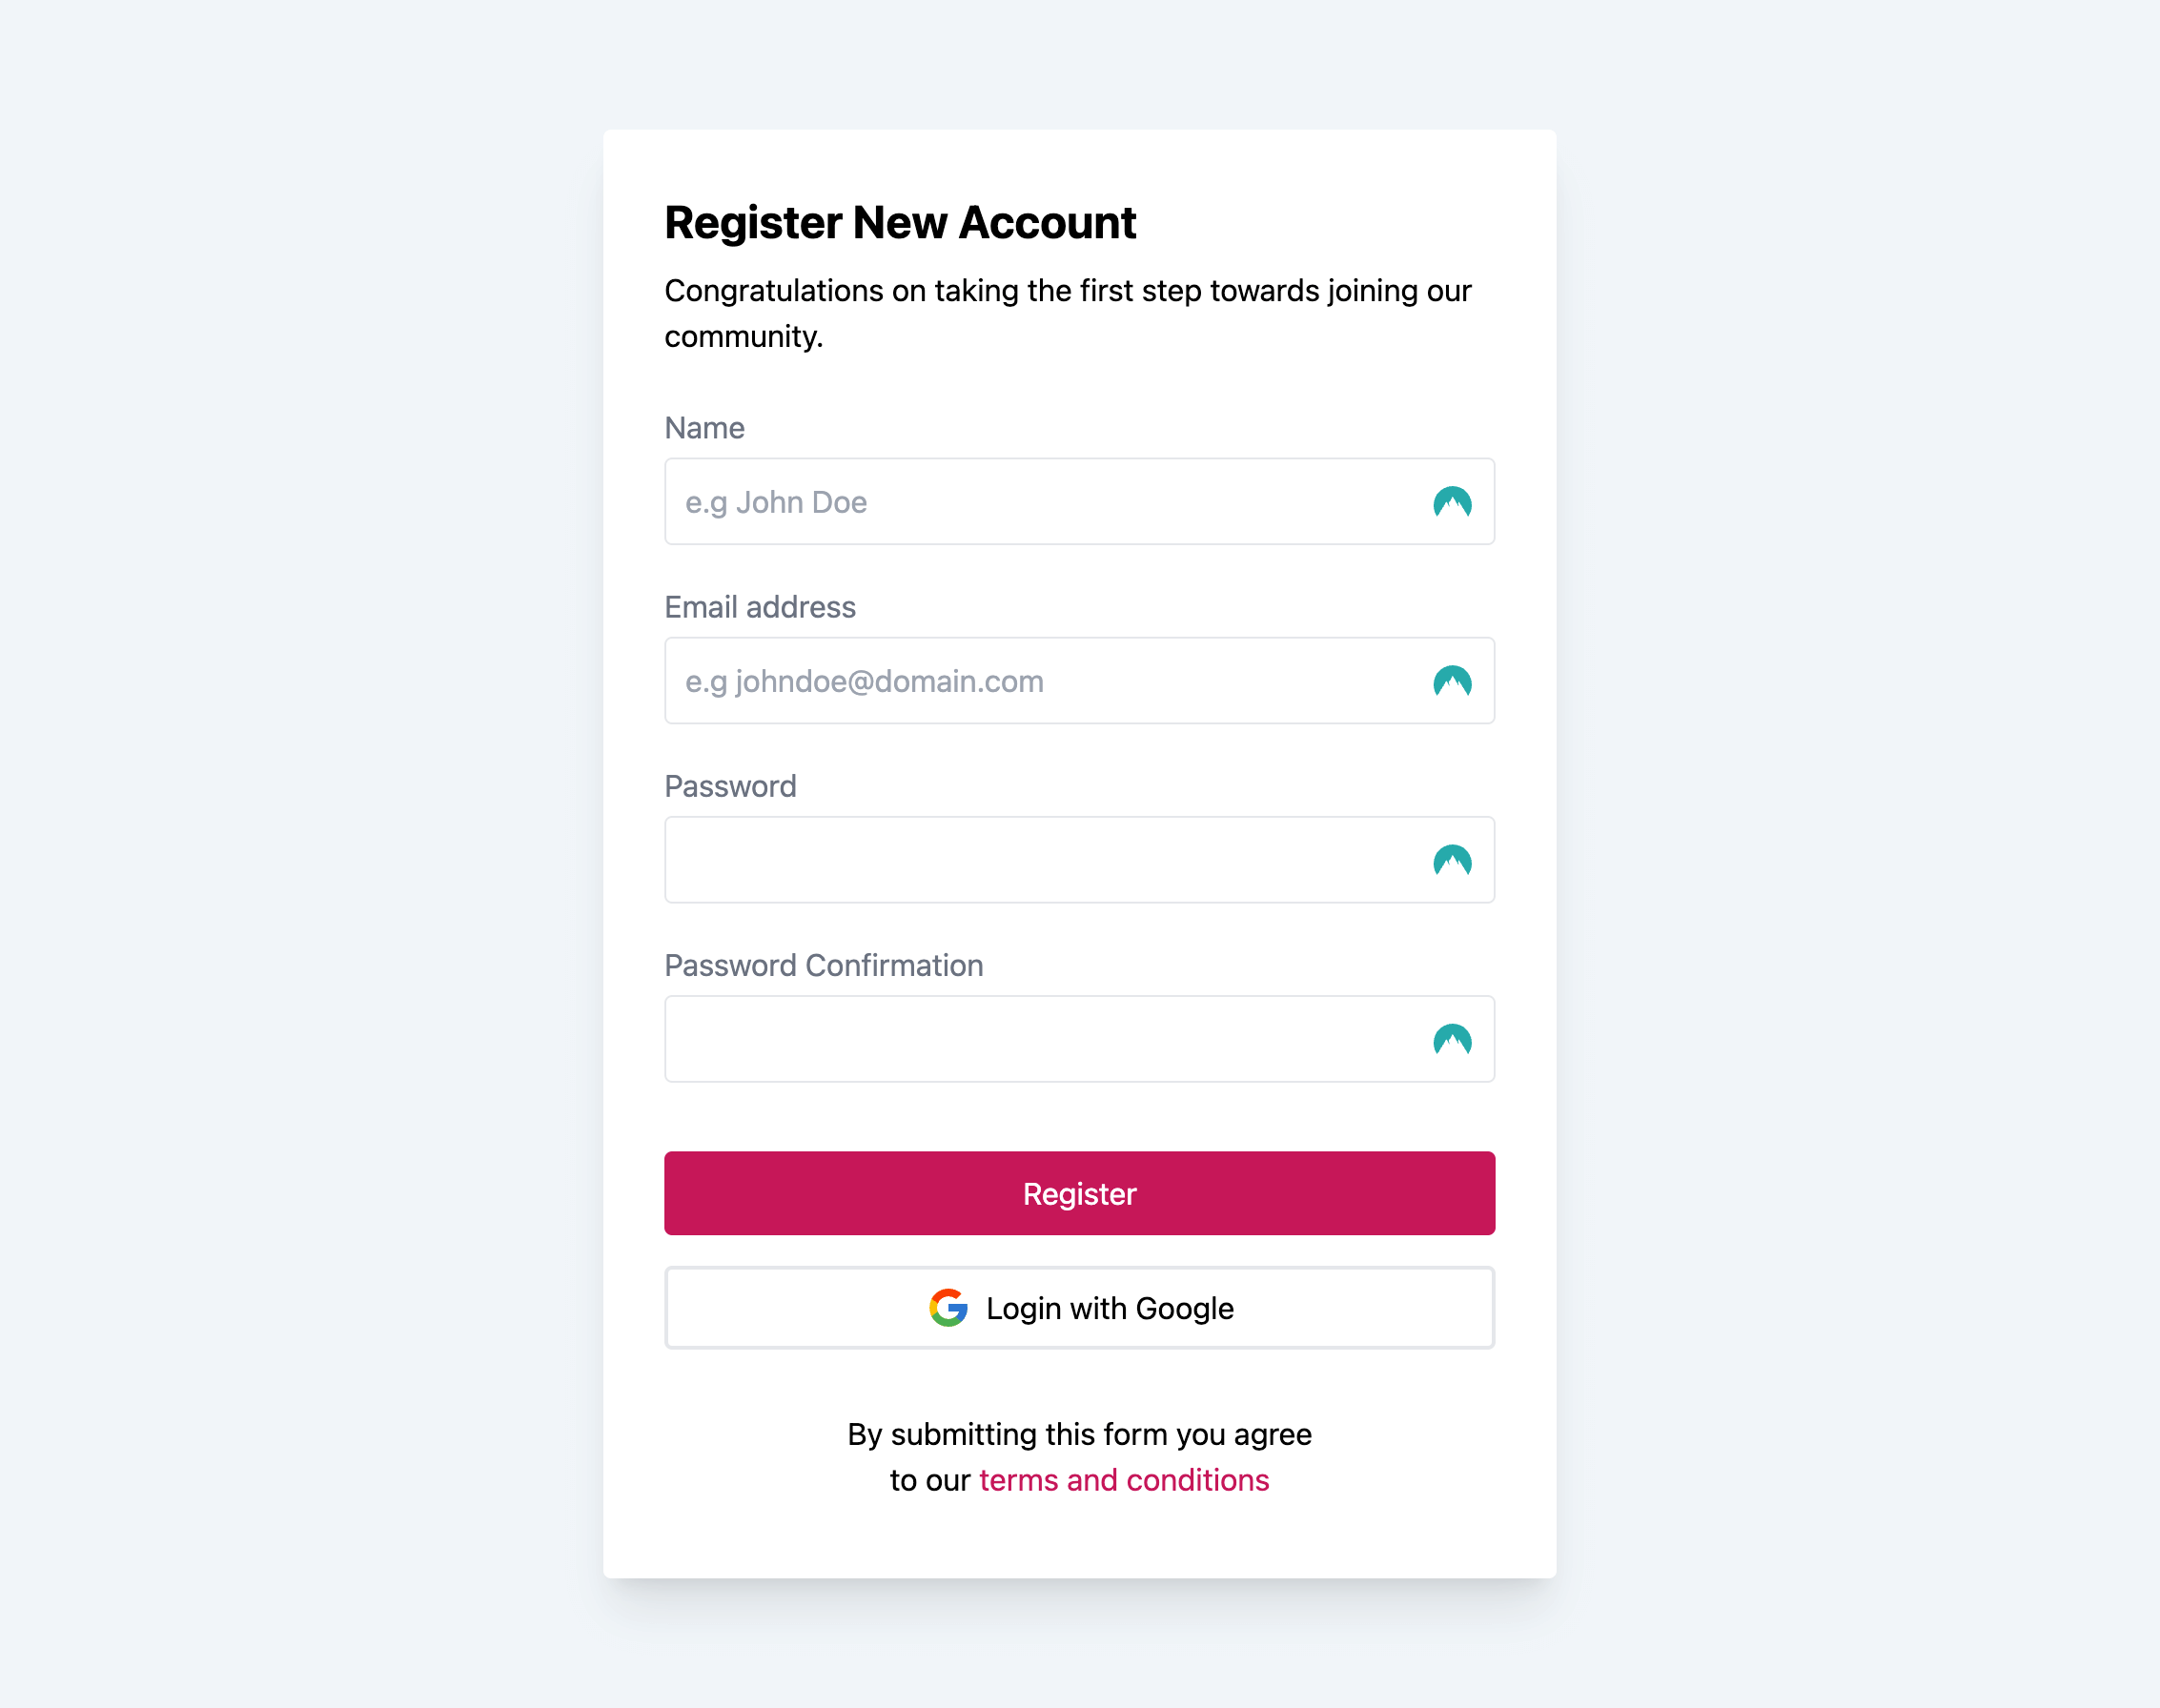 Register New Account
Congratulations on taking the first step towards joining our
community.
Name
e.g John Doe
Email address
e.g johndoe@domain.com
Password
Password Confirmation
Register
Login with Google
By submitting this form you agree
to our terms and conditions